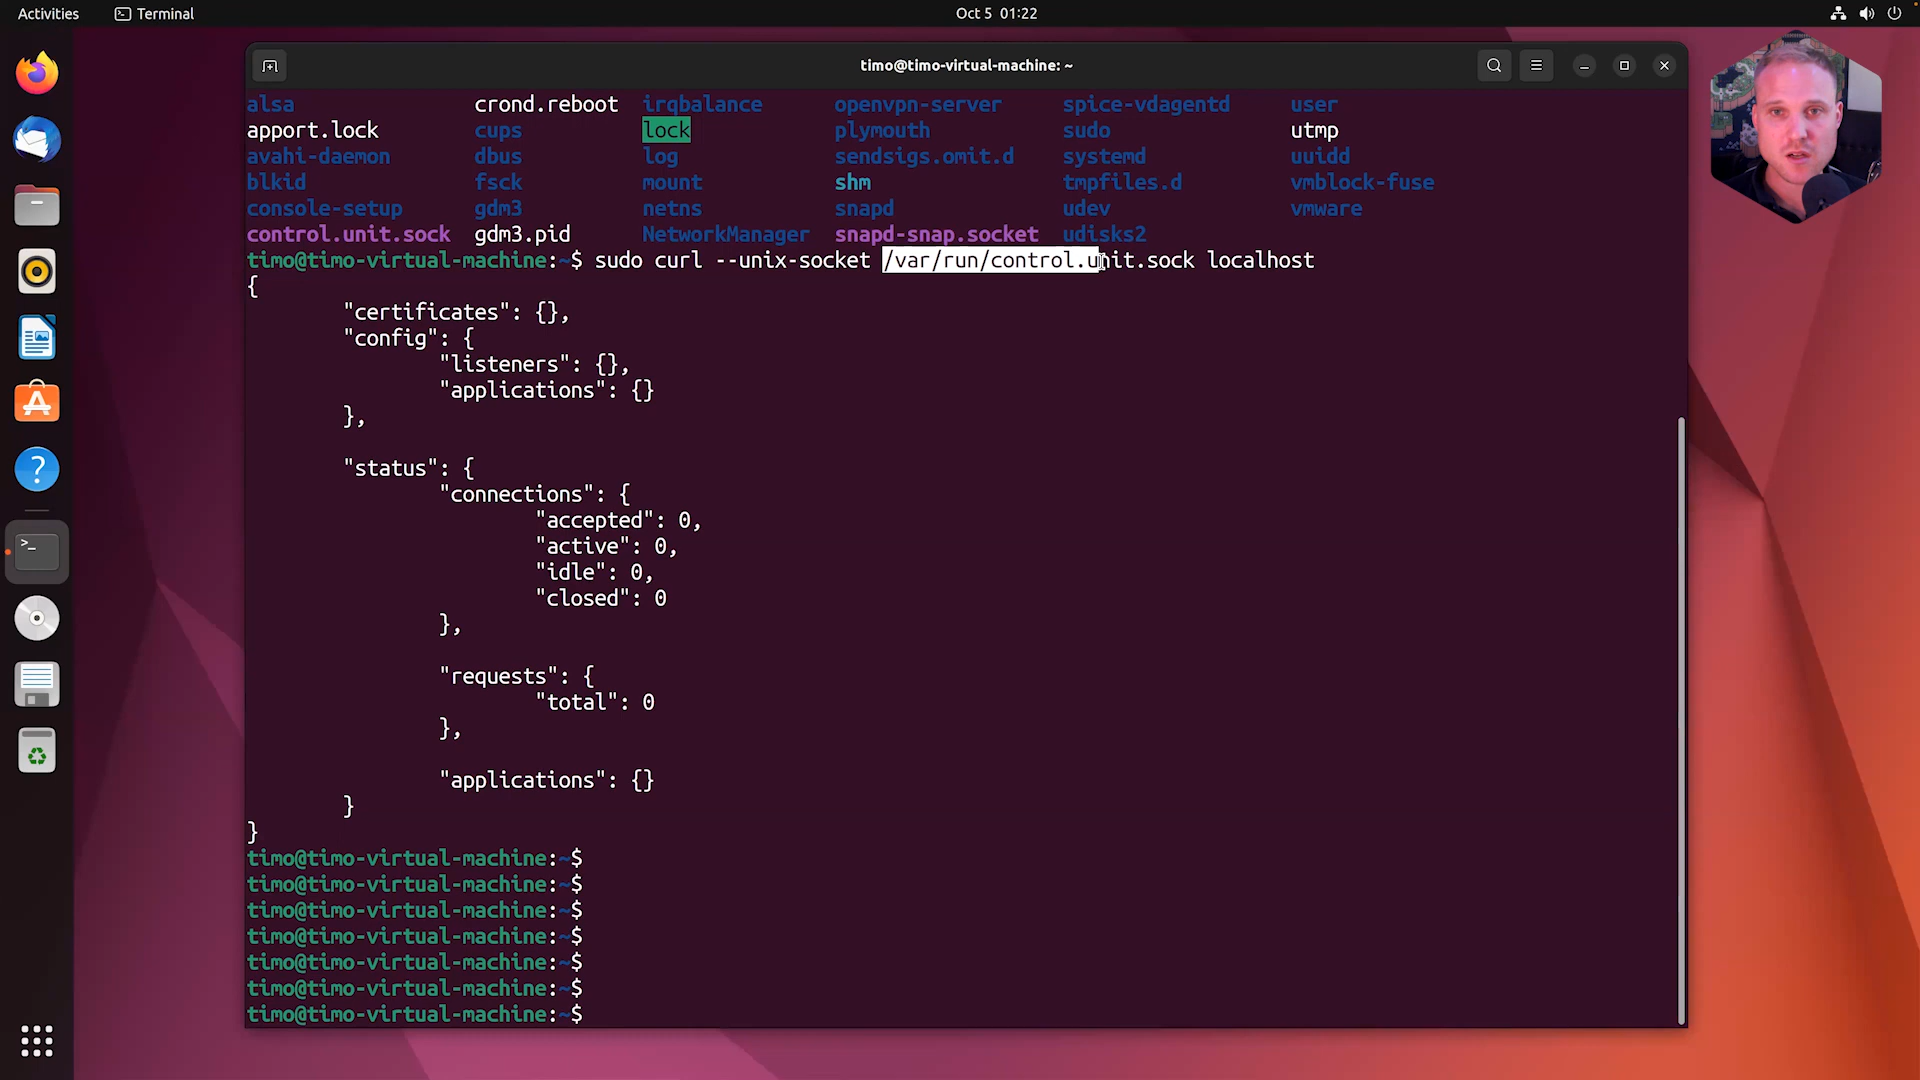 Activities Terminal Oct 5 01:22
timo@timo-virtual-machine: ~
alsa crond.reboot irqbalance openvpn-server spice-vdagentd user
apport.lock cups lock plymouth sudo utmp
avahi-daemon dbus log sendsigs.omit.d systemd uuidd
blkid fsck mount shm tmpfiles.d vmblock-fuse
console-setup gdm3 netns snapd udev vmware
control.unit.sock gdm3.pid NetworkManager snapd-snap.socket udisks2
timo@timo-virtual-machine:~$ sudo curl --unix-socket /var/run/control.unit.sock localhost
{
"certificates": {},
"config": {
"listeners": {},
"applications": {}
},
"status": {
"connections": {
"accepted": 0,
"active": 0,
"idle": 0,
"closed": 0
},
"requests": {
"total": 0
},
"applications": {}
}
}
timo@timo-virtual-machine:~$
timo@timo-virtual-machine:~$
timo@timo-virtual-machine:~$
timo@timo-virtual-machine:~$
timo@timo-virtual-machine:~$
timo@timo-virtual-machine:~$
timo@timo-virtual-machine:~$